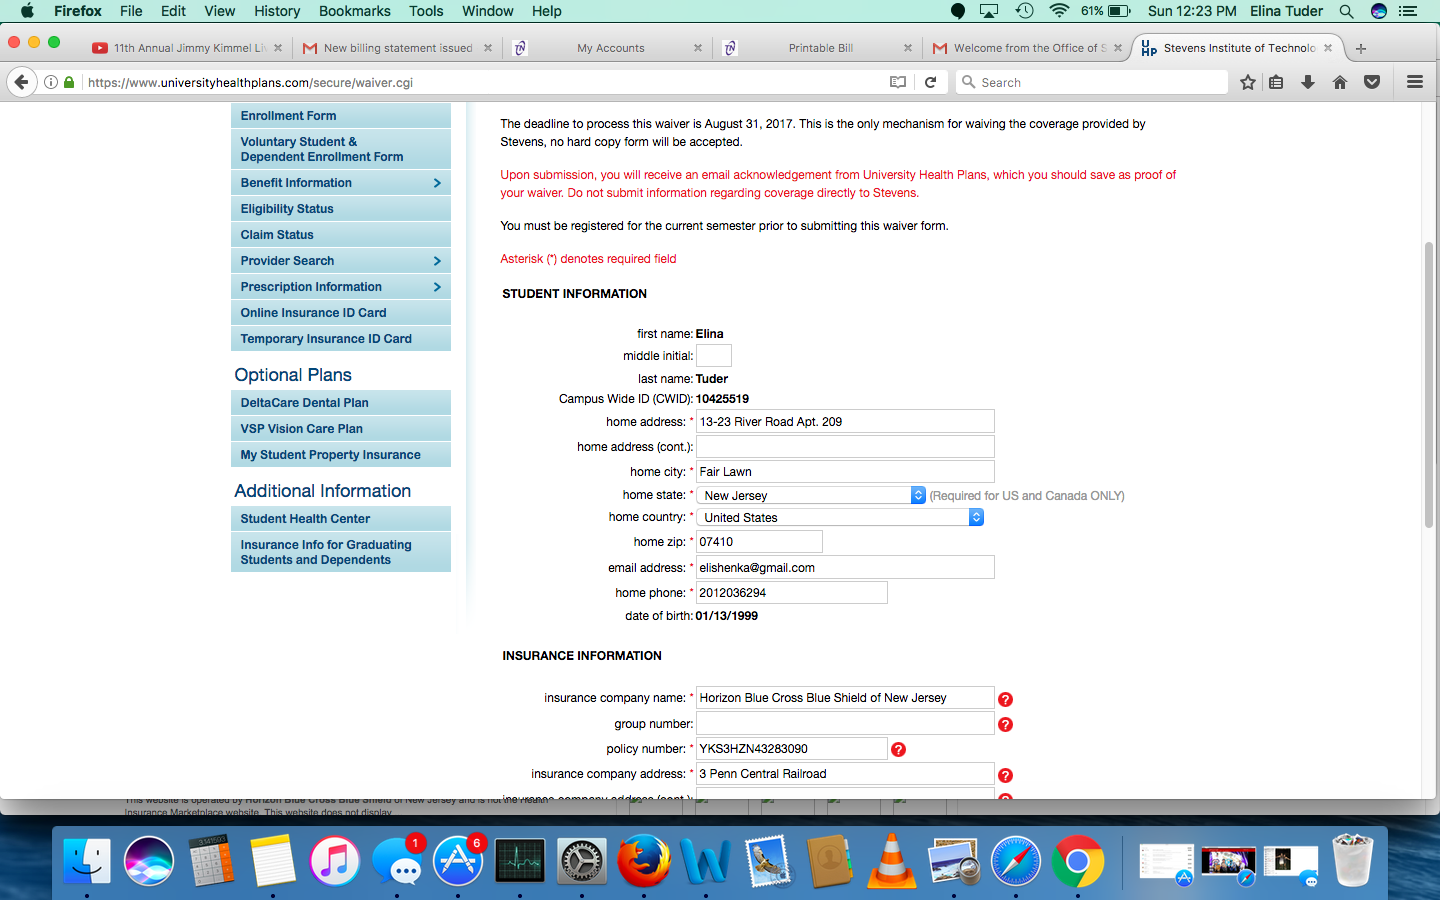 Firefox File Edit View History Bookmarks Tools Window Help 61% Sun 12:23 PM Elina Tuder
11th Annual Jimmy Kimmel Li
New billing statement issued
My Accounts
Printable Bill
Welcome from the Office of S
Stevens Institute of Technolo
https://www.universityhealthplans.com/secure/waiver.cgi
Search
Enrollment Form
Voluntary Student &
Dependent Enrollment Form
Benefit Information
Eligibility Status
Claim Status
Provider Search
Prescription Information
Online Insurance ID Card
Temporary Insurance ID Card
Optional Plans
DeltaCare Dental Plan
VSP Vision Care Plan
My Student Property Insurance
Additional Information
Student Health Center
Insurance Info for Graduating
Students and Dependents
The deadline to process this waiver is August 31, 2017. This is the only mechanism for waiving the coverage provided by
Stevens, no hard copy form will be accepted.
Upon submission, you will receive an email acknowledgement from University Health Plans, which you should save as proof of
your waiver. Do not submit information regarding coverage directly to Stevens.
You must be registered for the current semester prior to submitting this waiver form.
Asterisk (*) denotes required field
STUDENT INFORMATION
first name: Elina
middle initial:
last name: Tuder
Campus Wide ID (CWID): 10425519
home address: * 13-23 River Road Apt. 209
home address (cont.):
home city: * Fair Lawn
home state: * New Jersey (Required for US and Canada ONLY)
home country: * United States
home zip: * 07410
email address: * elishenka@gmail.com
home phone: * 2012036294
date of birth: 01/13/1999
INSURANCE INFORMATION
insurance company name: * Horizon Blue Cross Blue Shield of New Jersey
group number:
policy number: * YKS3HZN43283090
insurance company address: * 3 Penn Central Railroad
insurance company address (cont.):
This website is operated by Horizon Blue Cross Blue Shield of New Jersey and is not the Health
Insurance Marketplace website. This website does not display
1
6